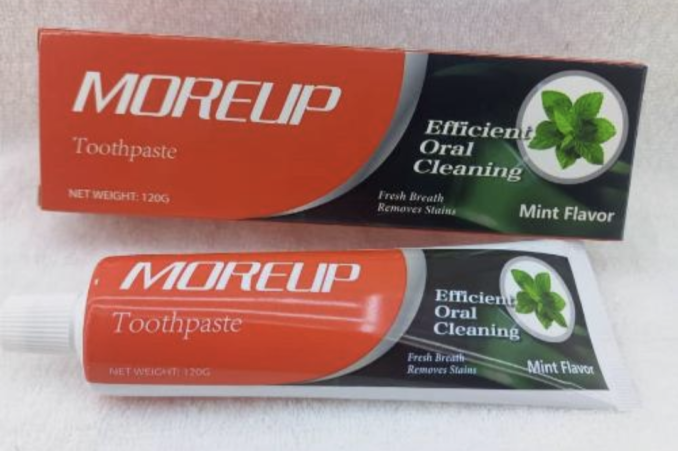 MOREUP
Toothpaste
NET WEIGHT: 120G
Efficient
Oral
Cleaning
Fresh Breath
Removes Stains
Mint Flavor
MOREUP
Toothpaste
NET WEIGHT: 120G
Efficient
Oral
Cleaning
Fresh Breath
Removes Stains
Mint Flavor